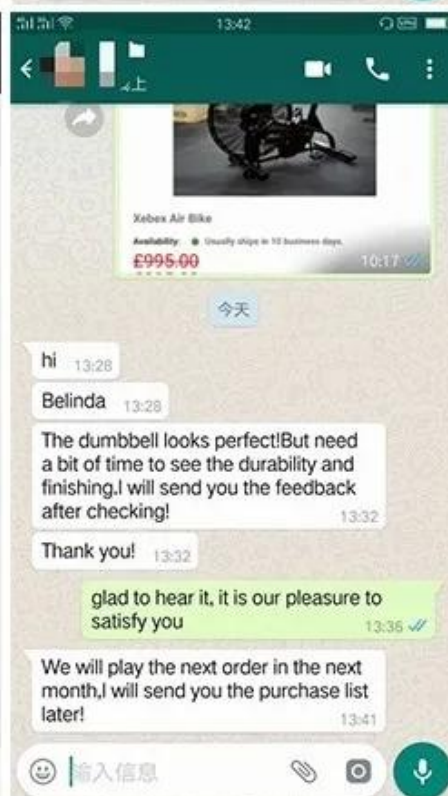 13:42
上
Xebex Air Bike
Availability: Usually ships in 10 business days.
£995.00
10:17
今天
hi 13:28
Belinda 13:28
The dumbbell looks perfect!But need
a bit of time to see the durability and
finishing.I will send you the feedback
after checking!
13:32
Thank you! 13:32
glad to hear it, it is our pleasure to
satisfy you
13:36
We will play the next order in the next
month,I will send you the purchase list
later!
13:41
输入信息